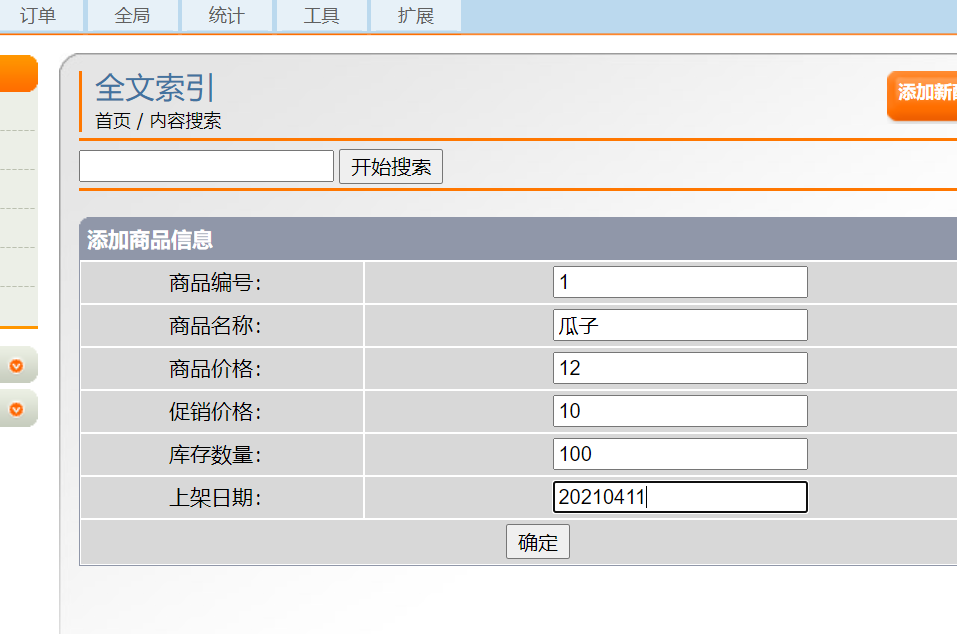 订单 全局 统计 工具 扩展
全文索引
首页 / 内容搜索
添加新
开始搜索
添加商品信息
商品编号： 1
商品名称： 瓜子
商品价格： 12
促销价格： 10
库存数量： 100
上架日期： 20210411
确定